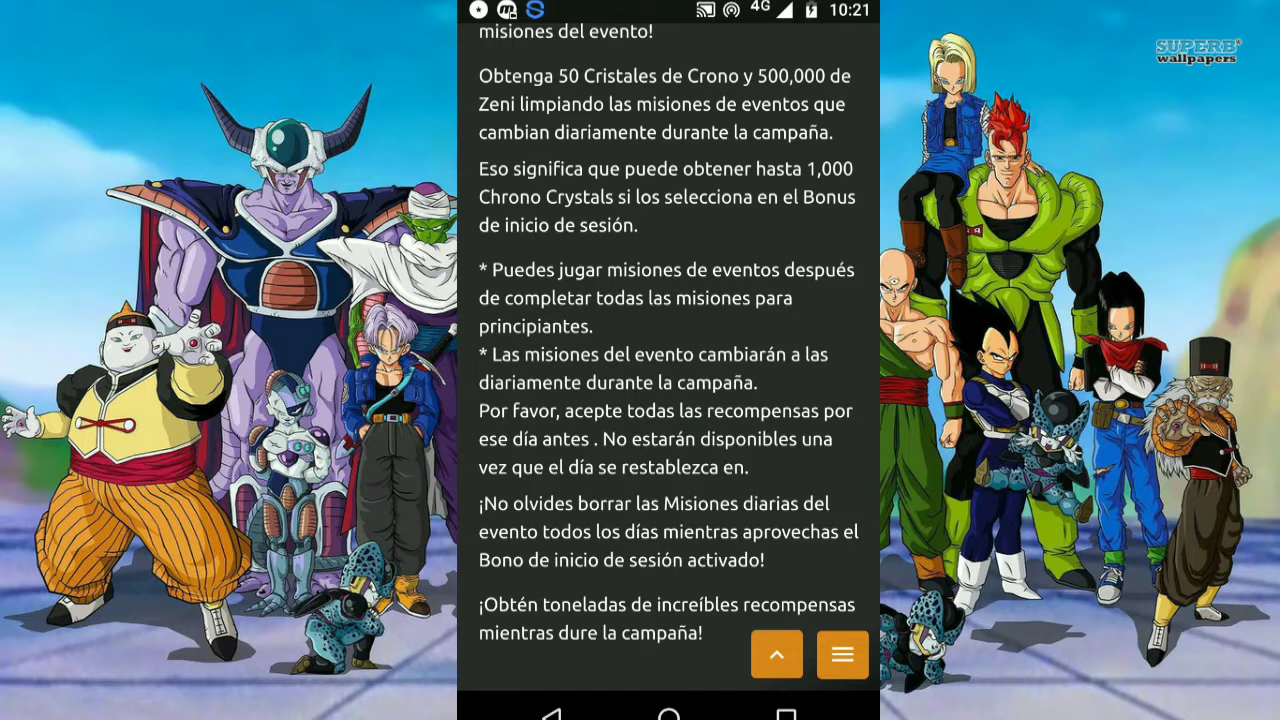 4G 10:21
SUPERB
wallpapers
misiones del evento!
Obtenga 50 Cristales de Crono y 500,000 de
Zeni limpiando las misiones de eventos que
cambian diariamente durante la campaña.
Eso significa que puede obtener hasta 1,000
Chrono Crystals si los selecciona en el Bonus
de inicio de sesión.
* Puedes jugar misiones de eventos después
de completar todas las misiones para
principiantes.
* Las misiones del evento cambiarán a las
diariamente durante la campaña.
Por favor, acepte todas las recompensas por
ese día antes . No estarán disponibles una
vez que el día se restablezca en.
¡No olvides borrar las Misiones diarias del
evento todos los días mientras aprovechas el
Bono de inicio de sesión activado!
¡Obtén toneladas de increíbles recompensas
mientras dure la campaña!